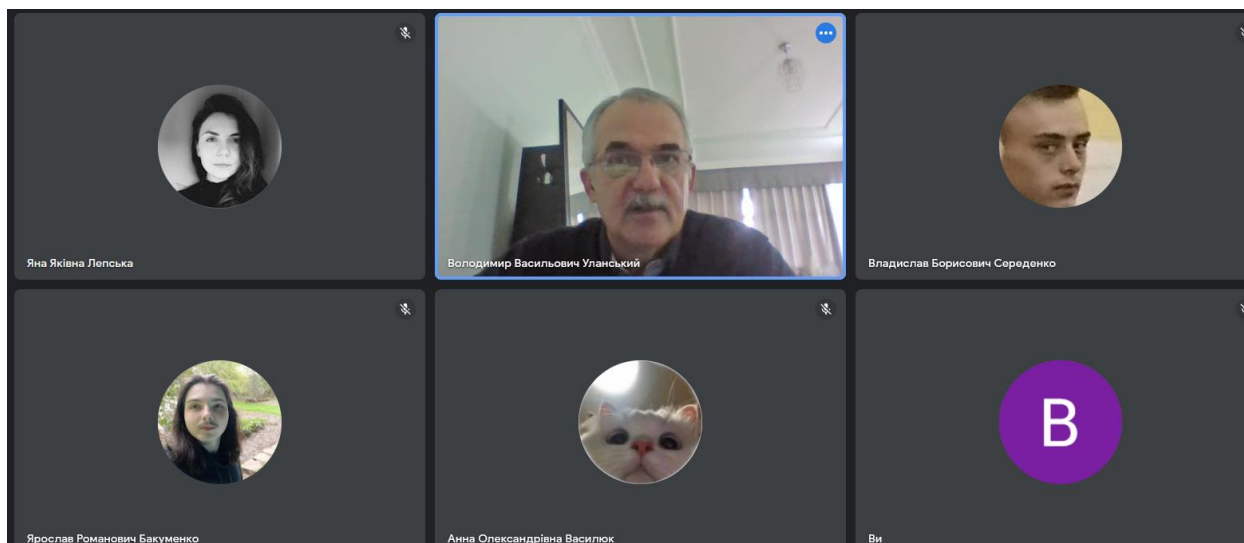 Яна Яківна Лепська
Володимир Васильович Уланський
Владислав Борисович Середенко
Ярослав Романович Бакуменко
Анна Олександрівна Василюк
В
Ви